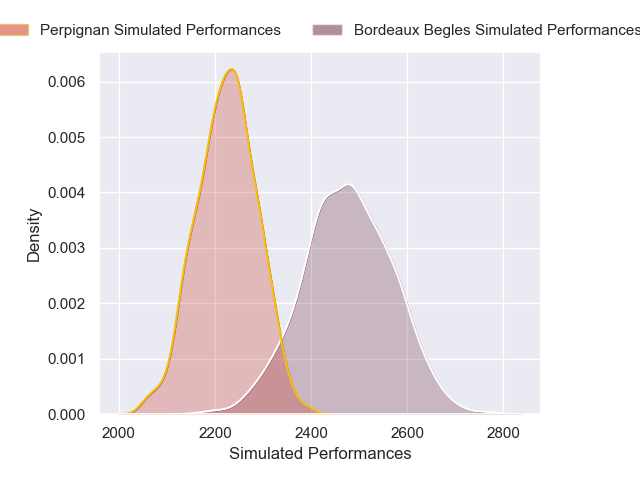 Perpignan Simulated Performances
Bordeaux Begles Simulated Performances
0.006
0.005
0.004
0.003
0.002
0.001
0.000
Density
2000 2200 2400 2600 2800
Simulated Performances